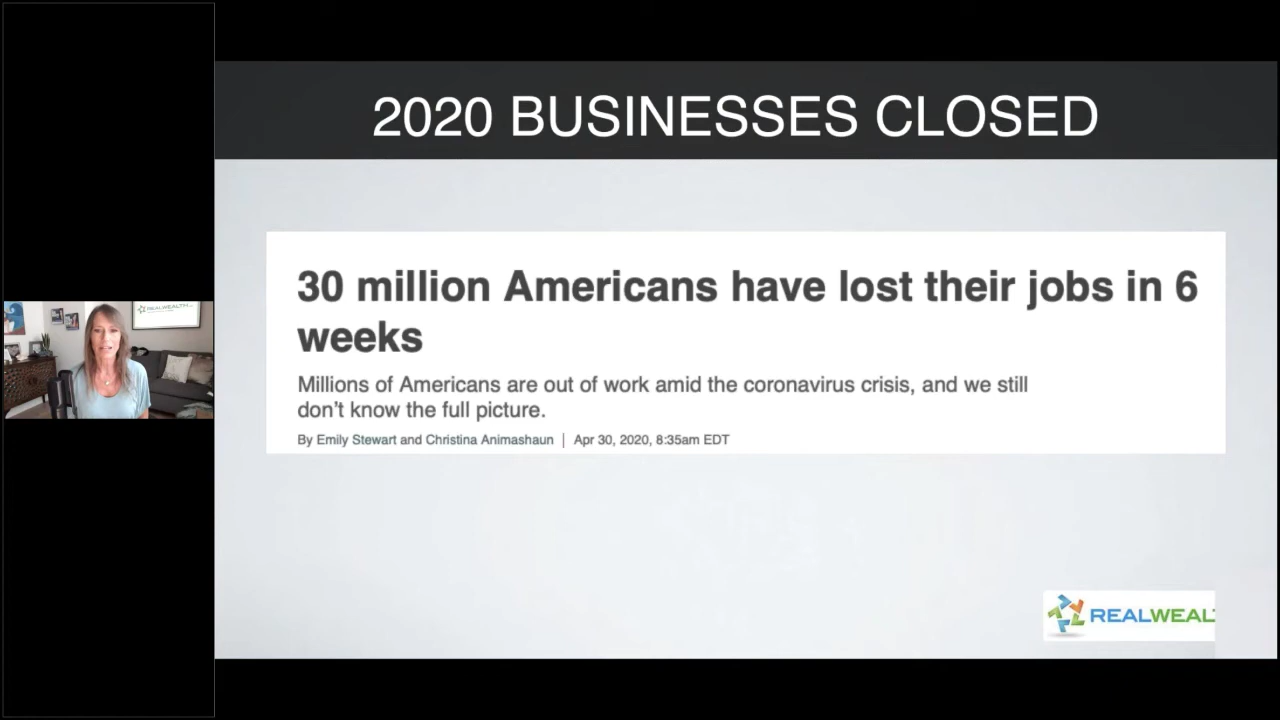 2020 BUSINESSES CLOSED
30 million Americans have lost their jobs in 6
weeks
Millions of Americans are out of work amid the coronavirus crisis, and we still
don't know the full picture.
By Emily Stewart and Christina Animashaun | Apr 30, 2020, 8:35am EDT
REALWEAL